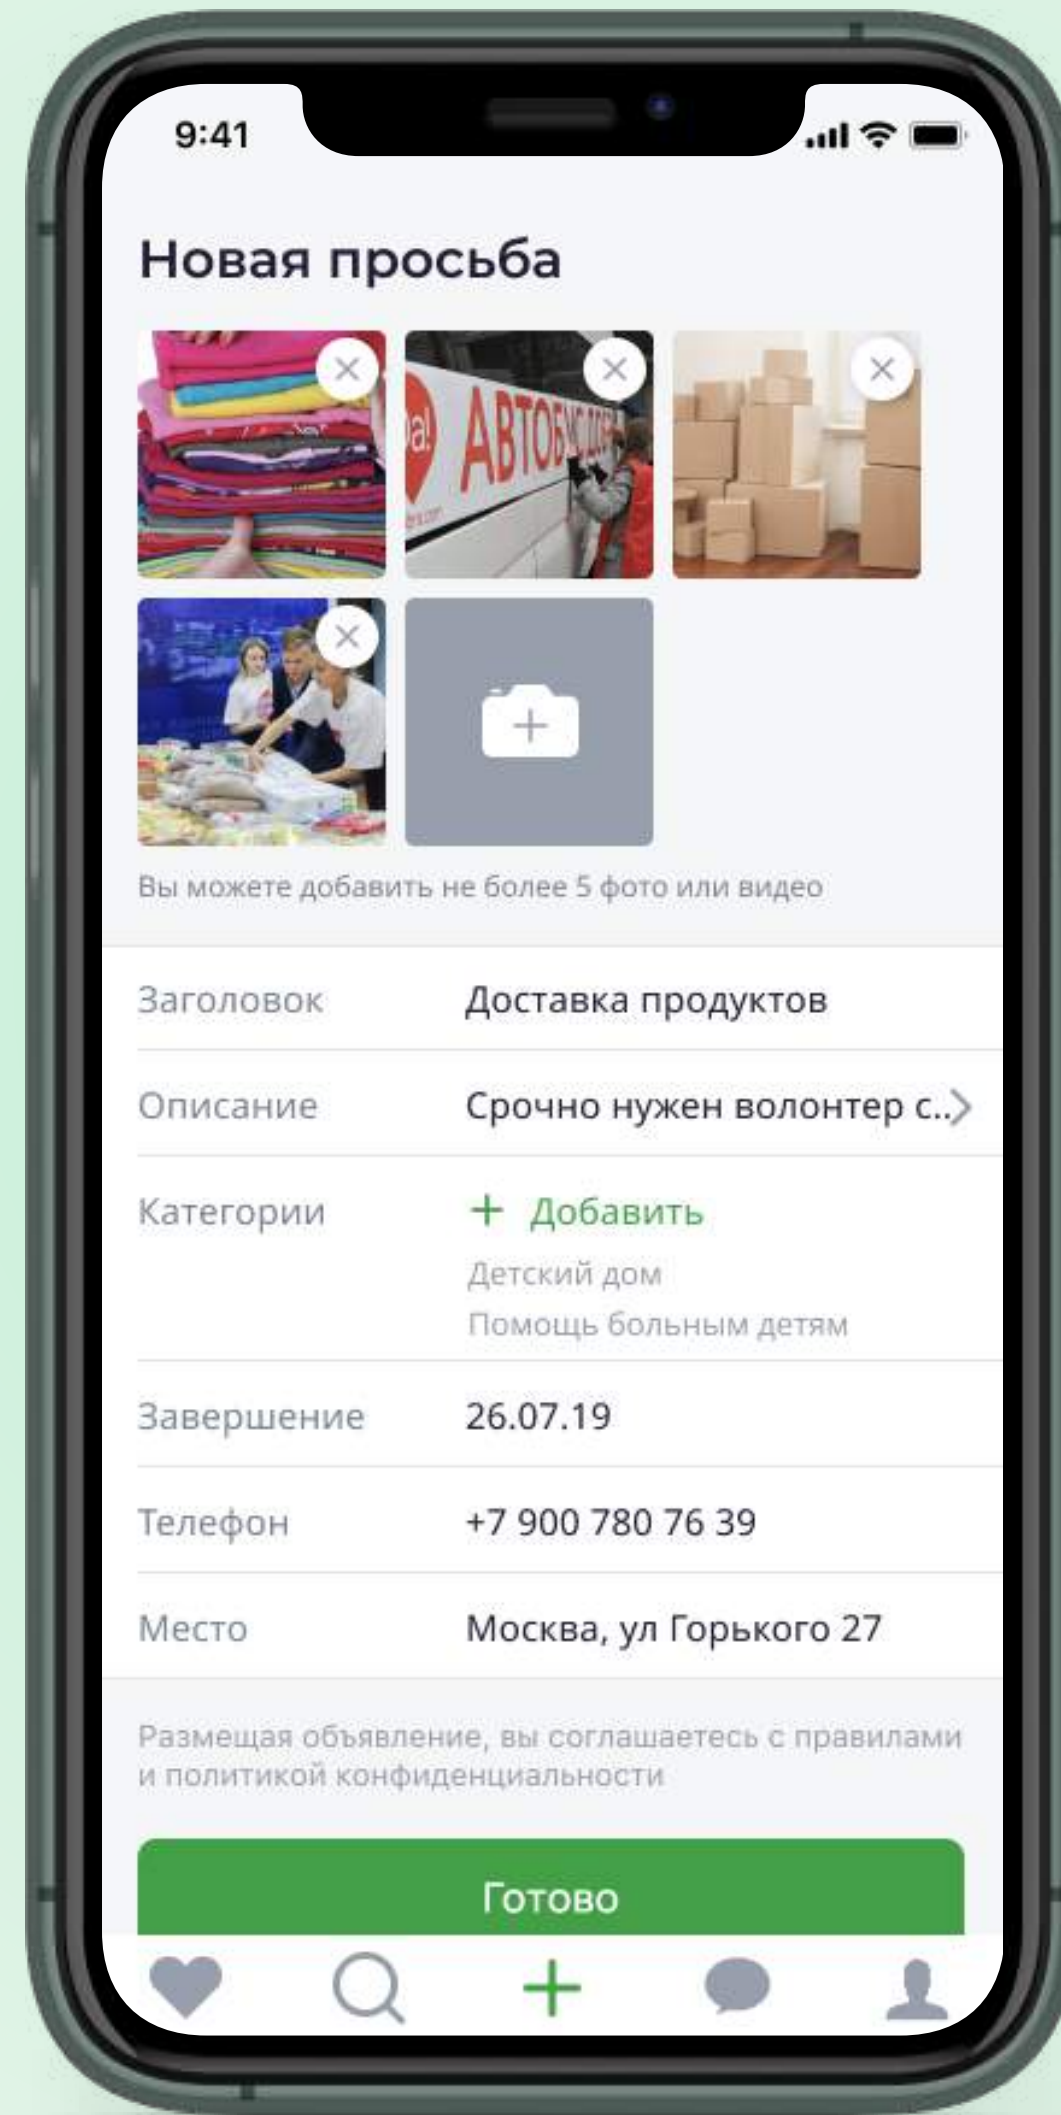 9:41
Новая просьба
а!
АВТОБУС ДОБР
Вы можете добавить не более 5 фото или видео
Заголовок Доставка продуктов
Описание Срочно нужен волонтер с..
Категории + Добавить
Детский дом
Помощь больным детям
Завершение 26.07.19
Телефон +7 900 780 76 39
Место Москва, ул Горького 27
Размещая объявление, вы соглашаетесь с правилами
и политикой конфиденциальности
Готово